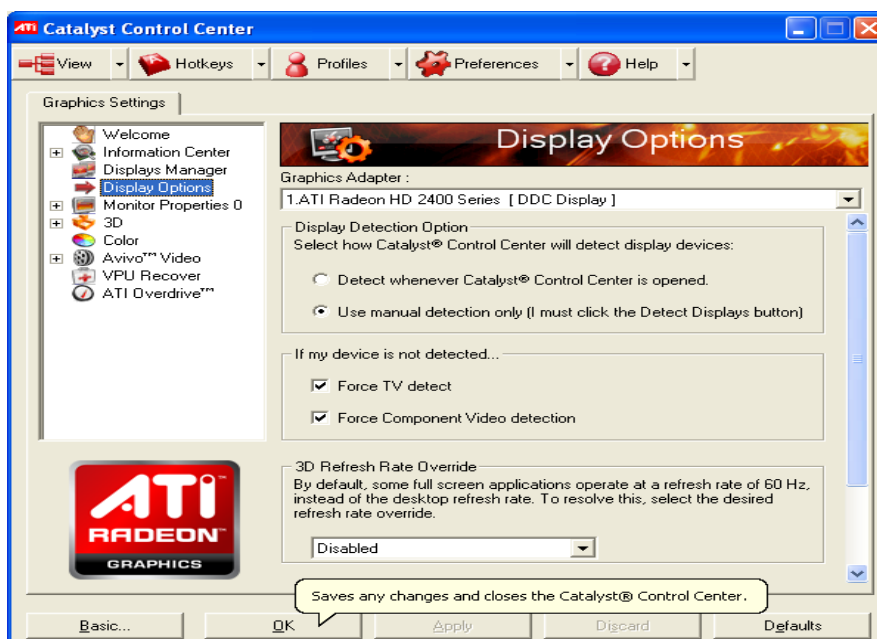 ATI Catalyst Control Center
View Hotkeys Profiles Preferences Help
Graphics Settings
Welcome
Information Center
Displays Manager
Display Options
Monitor Properties 0
3D
Color
Avivo™ Video
VPU Recover
ATI Overdrive™
ATI
RADEON
GRAPHICS
Display Options
Graphics Adapter :
1.ATI Radeon HD 2400 Series [ DDC Display ]
Display Detection Option
Select how Catalyst® Control Center will detect display devices:
Detect whenever Catalyst® Control Center is opened.
Use manual detection only (I must click the Detect Displays button)
If my device is not detected...
Force TV detect
Force Component Video detection
3D Refresh Rate Override
By default, some full screen applications operate at a refresh rate of 60 Hz,
instead of the desktop refresh rate. To resolve this, select the desired
refresh rate override.
Disabled
Saves any changes and closes the Catalyst® Control Center.
Basic... OK Apply Discard Defaults